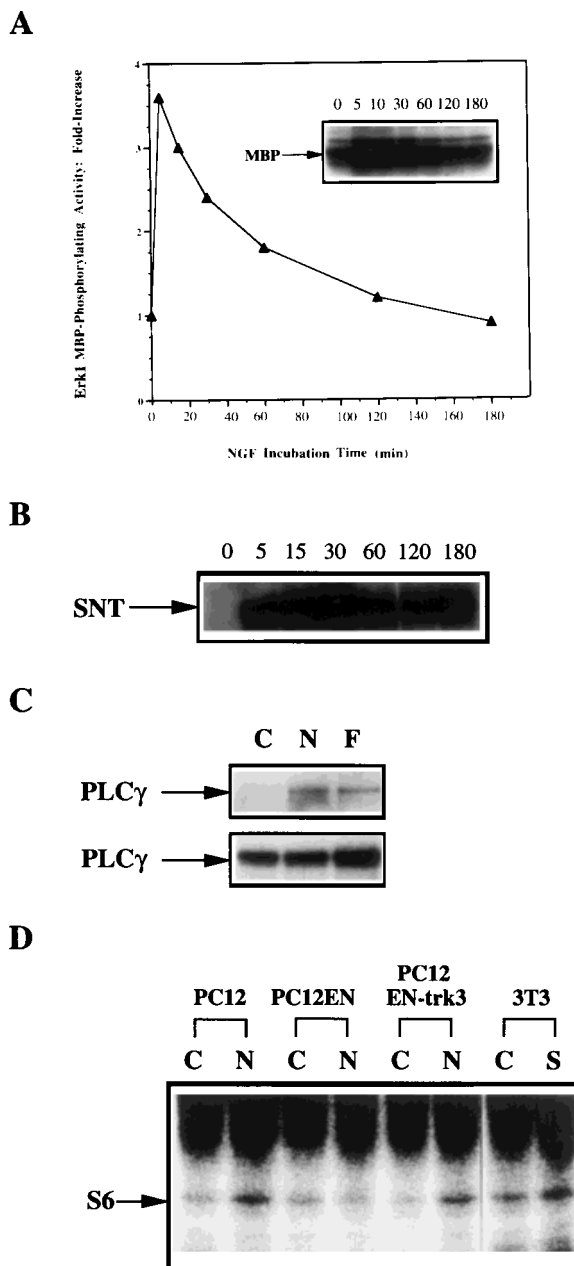 A
Erk1 MBP-Phosphorylating Activity: Fold-Increase
4
3
2
1
0
0 5 10 30 60 120 180
MBP
0 20 40 60 80 100 120 140 160 180
NGF Incubation Time (min)
B
0 5 15 30 60 120 180
SNT
C
C N F
PLCγ
PLCγ
D
PC12 PC12EN PC12 EN-trk3 3T3
C N C N C N C S
S6